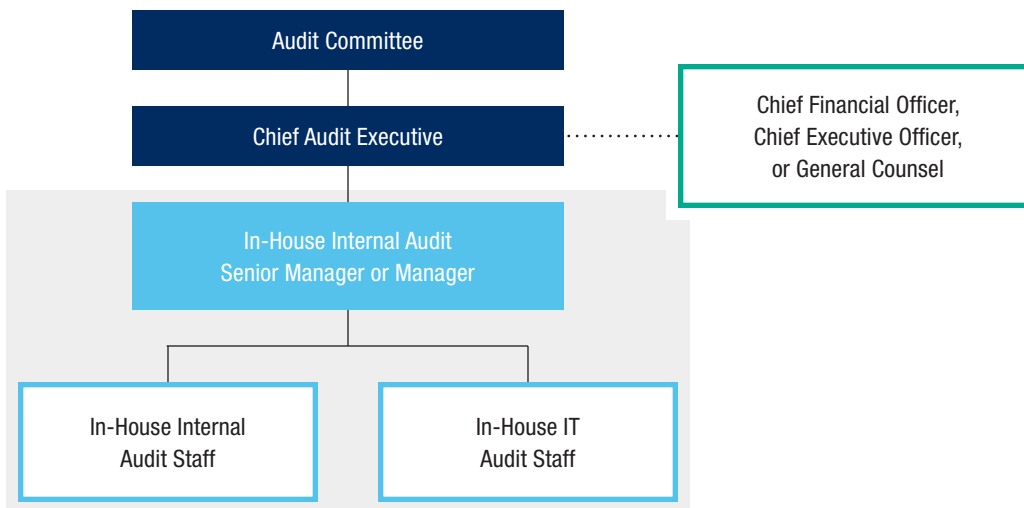 Audit Committee
Chief Audit Executive
Chief Financial Officer,
Chief Executive Officer,
or General Counsel
In-House Internal Audit
Senior Manager or Manager
In-House Internal
Audit Staff
In-House IT
Audit Staff